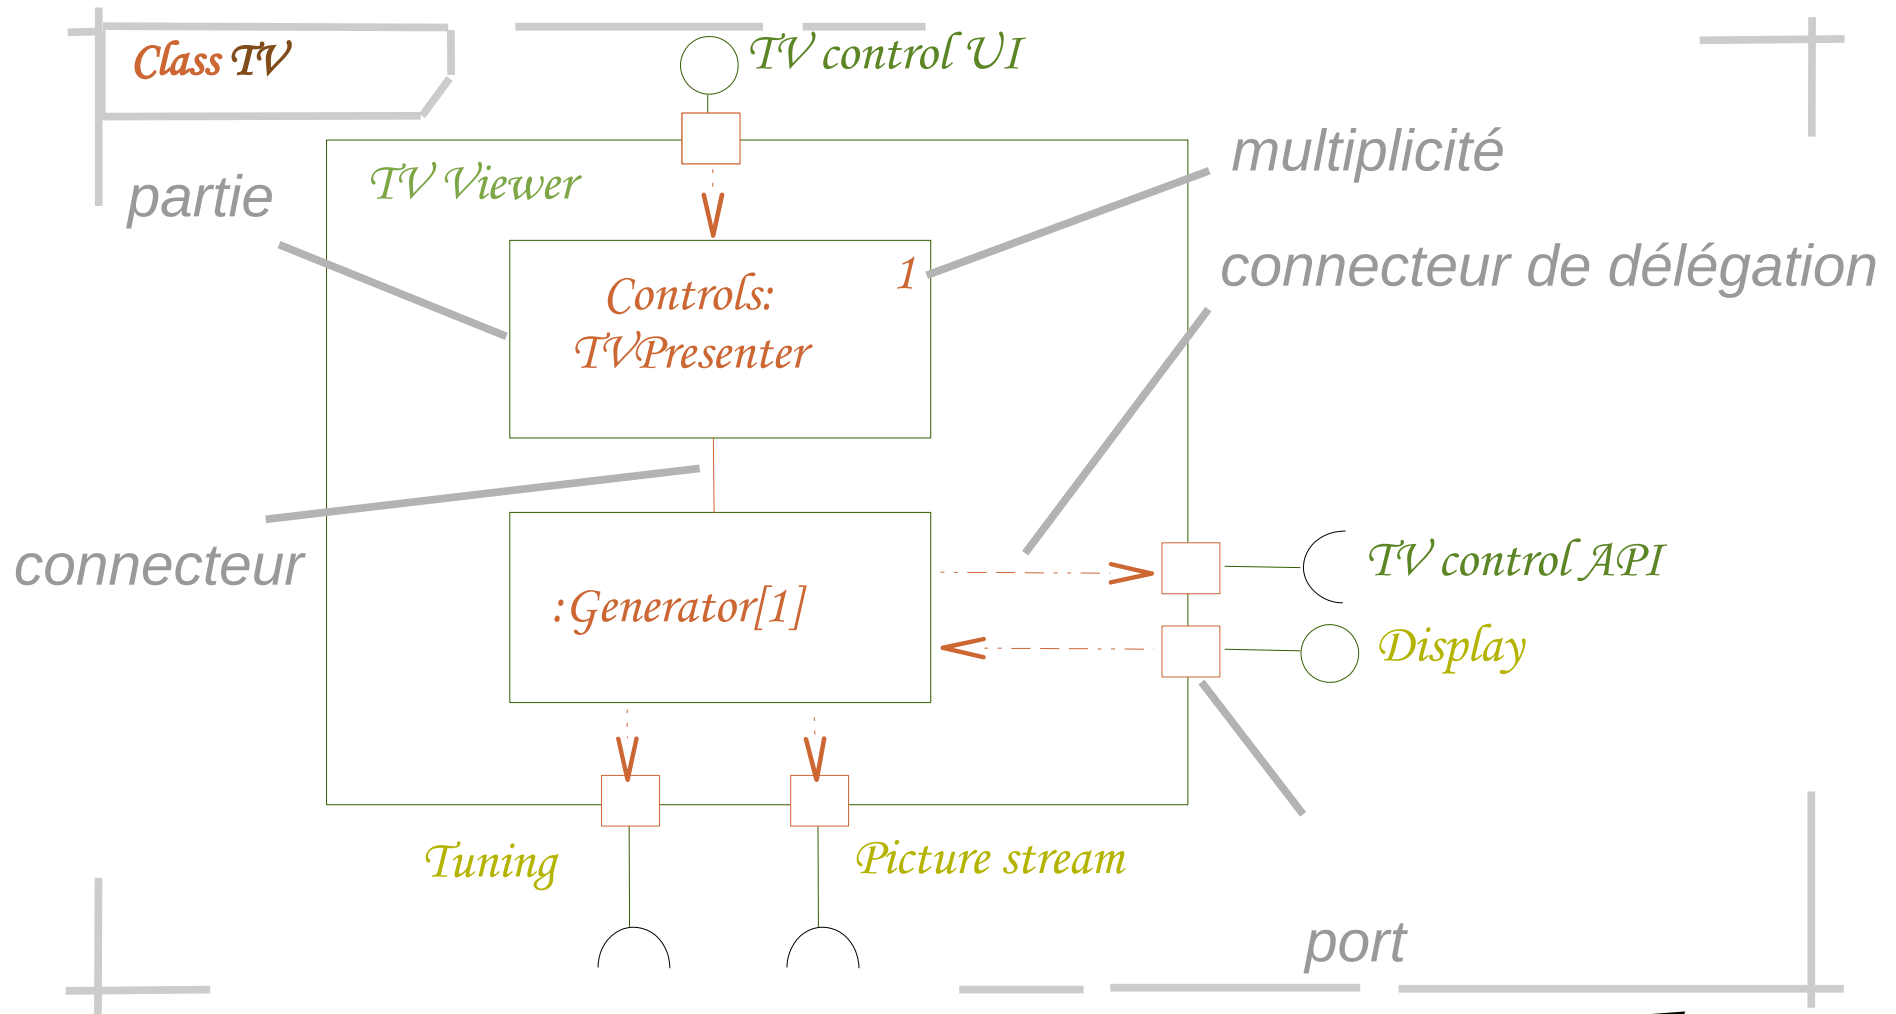 Class TV
TV control UI
multiplicité
TV Viewer
partie
connecteur de délégation
1
Controls:
TVPresenter
connecteur
TV control API
:Generator[1]
Display
Tuning
Picture stream
port